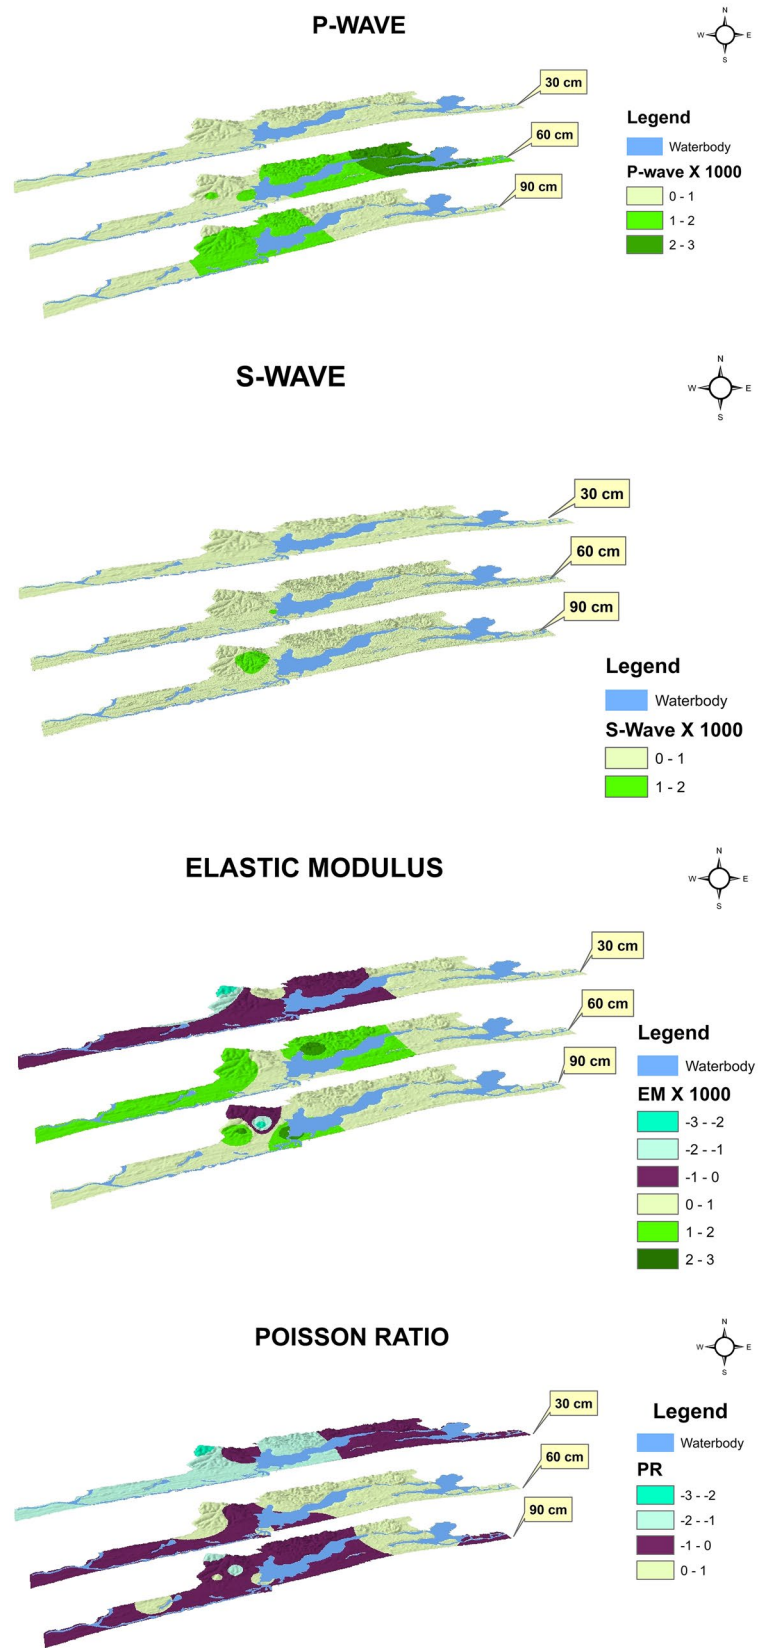 P-WAVE
N
W E
S
30 cm
60 cm
90 cm
Legend
Waterbody
P-wave X 1000
0 - 1
1 - 2
2 - 3
S-WAVE
N
W E
S
30 cm
60 cm
90 cm
Legend
Waterbody
S-Wave X 1000
0 - 1
1 - 2
ELASTIC MODULUS
N
W E
S
30 cm
60 cm
90 cm
Legend
Waterbody
EM X 1000
-3 - -2
-2 - -1
-1 - 0
0 - 1
1 - 2
2 - 3
POISSON RATIO
N
W E
S
30 cm
60 cm
90 cm
Legend
Waterbody
PR
-3 - -2
-2 - -1
-1 - 0
0 - 1